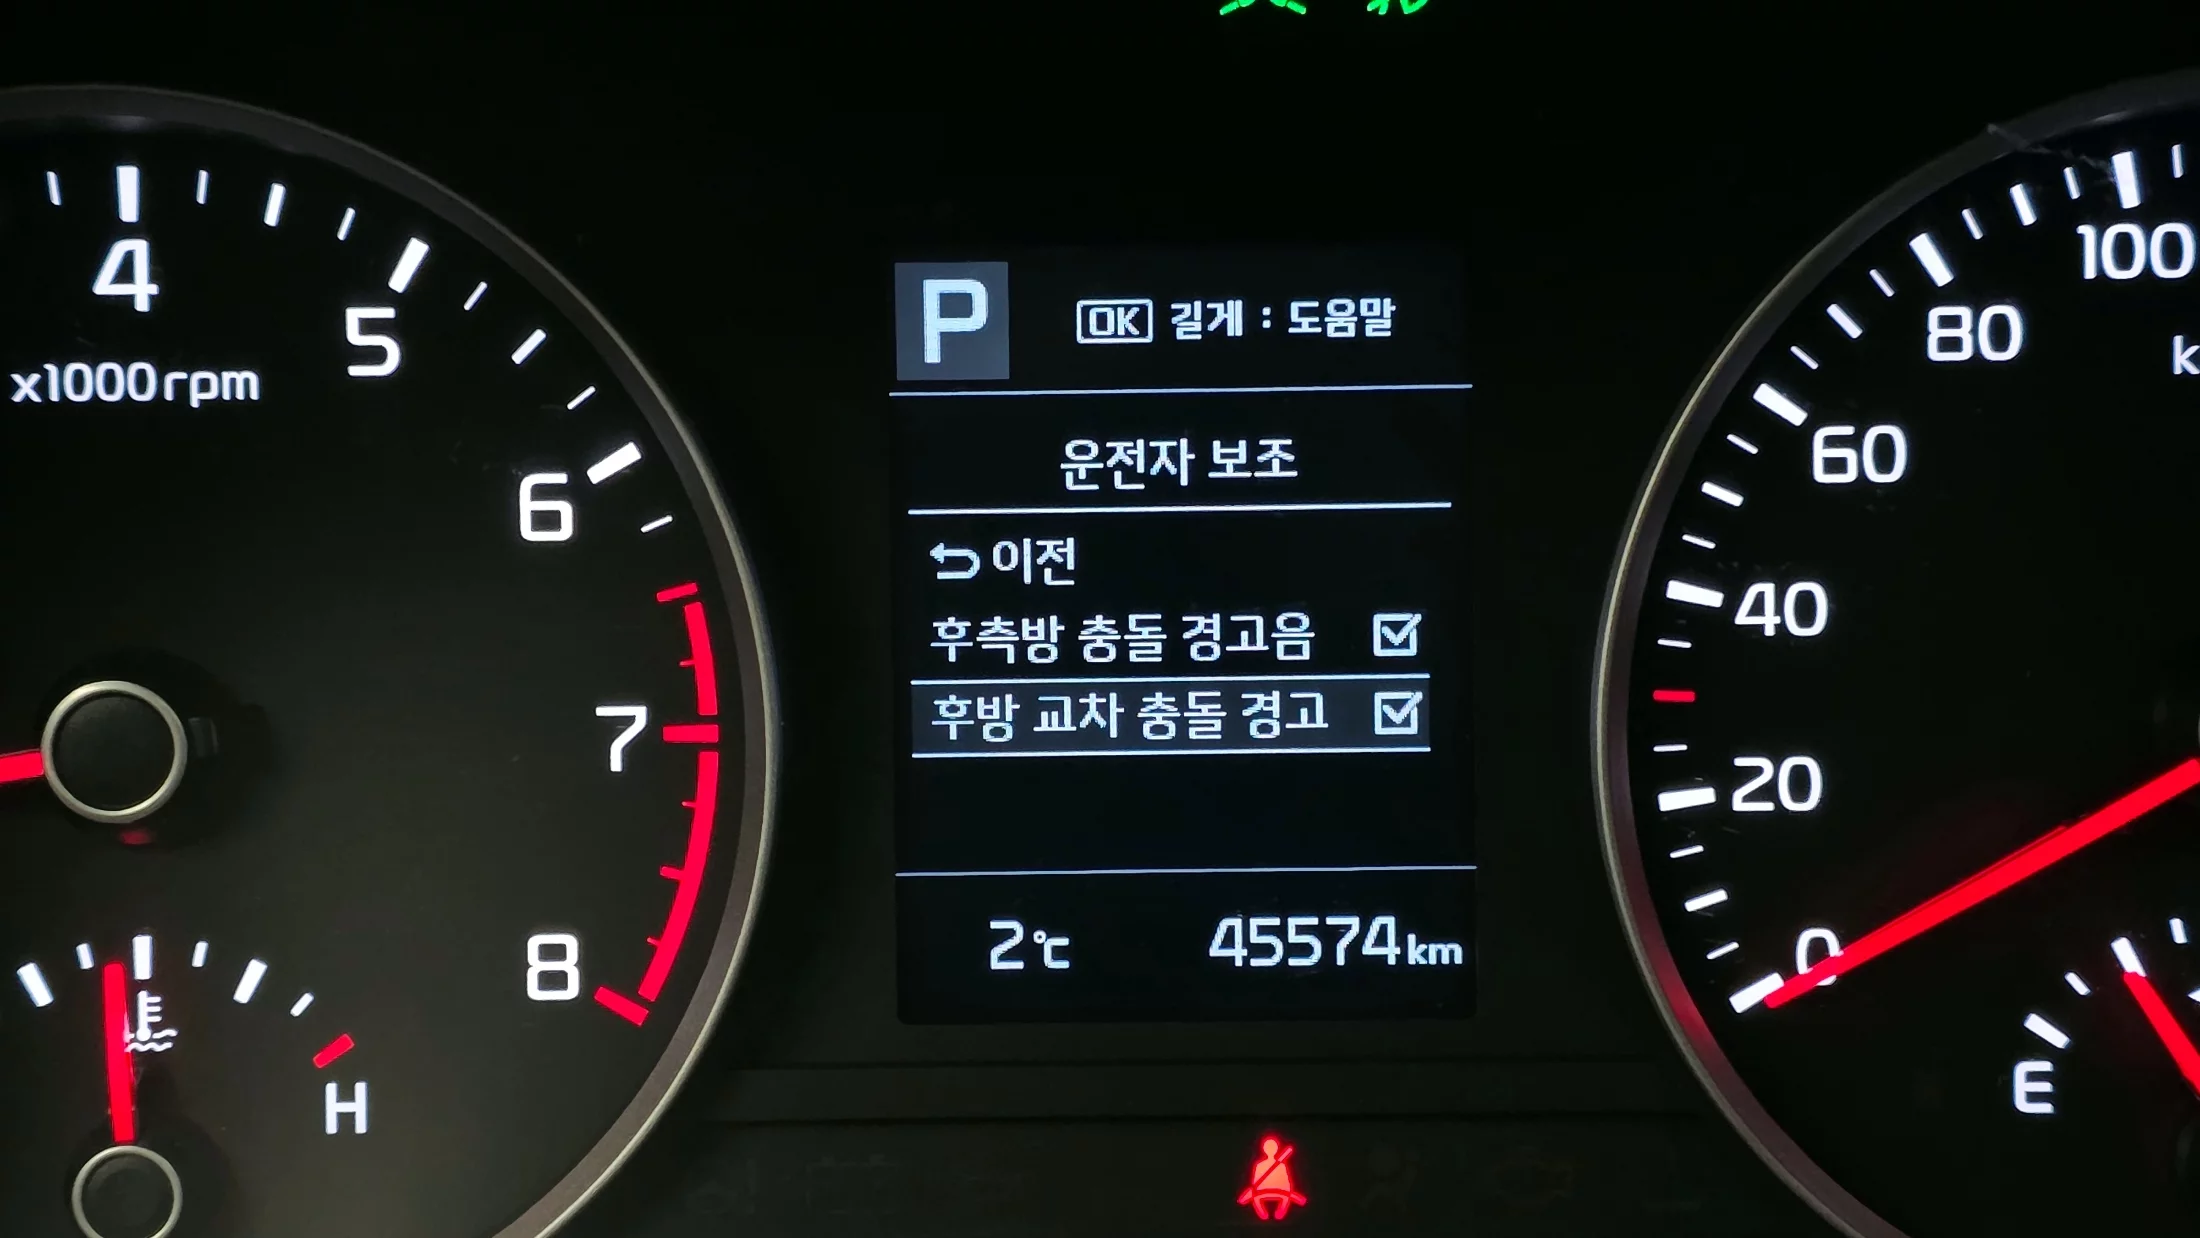 4
5
x1000rpm
6
7
8
H
P
OK 길게 : 도움말
운전자 보조
이전
후측방 충돌 경고음
후방 교차 충돌 경고
2℃ 45574km
100
80
60
40
20
0
E